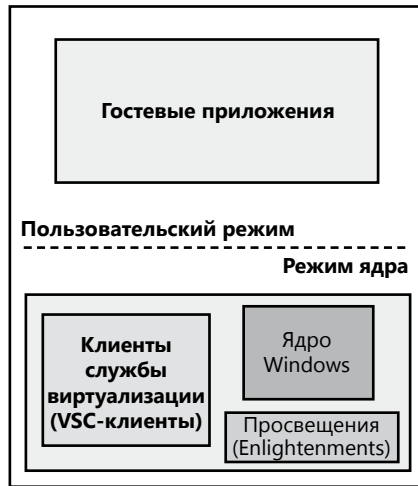 Гостевые приложения
Пользовательский режим
Режим ядра
Клиенты
службы
виртуализации
(VSC-клиенты)
Ядро
Windows
Просвещения
(Enlightenments)